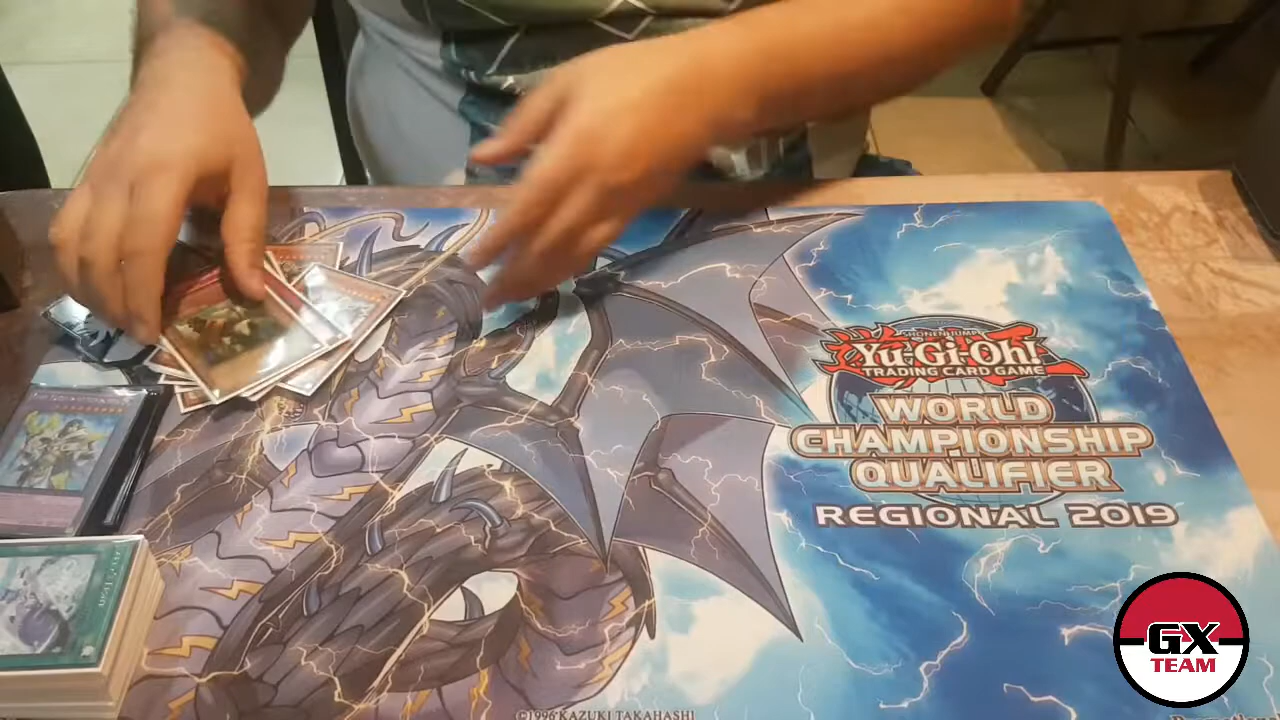 SHONEN JUMP
Yu-Gi-Oh!
TRADING CARD GAME
WORLD
CHAMPIONSHIP
QUALIFIER
REGIONAL 2019
GX
TEAM
©1996 KAZUKI TAKAHASHI